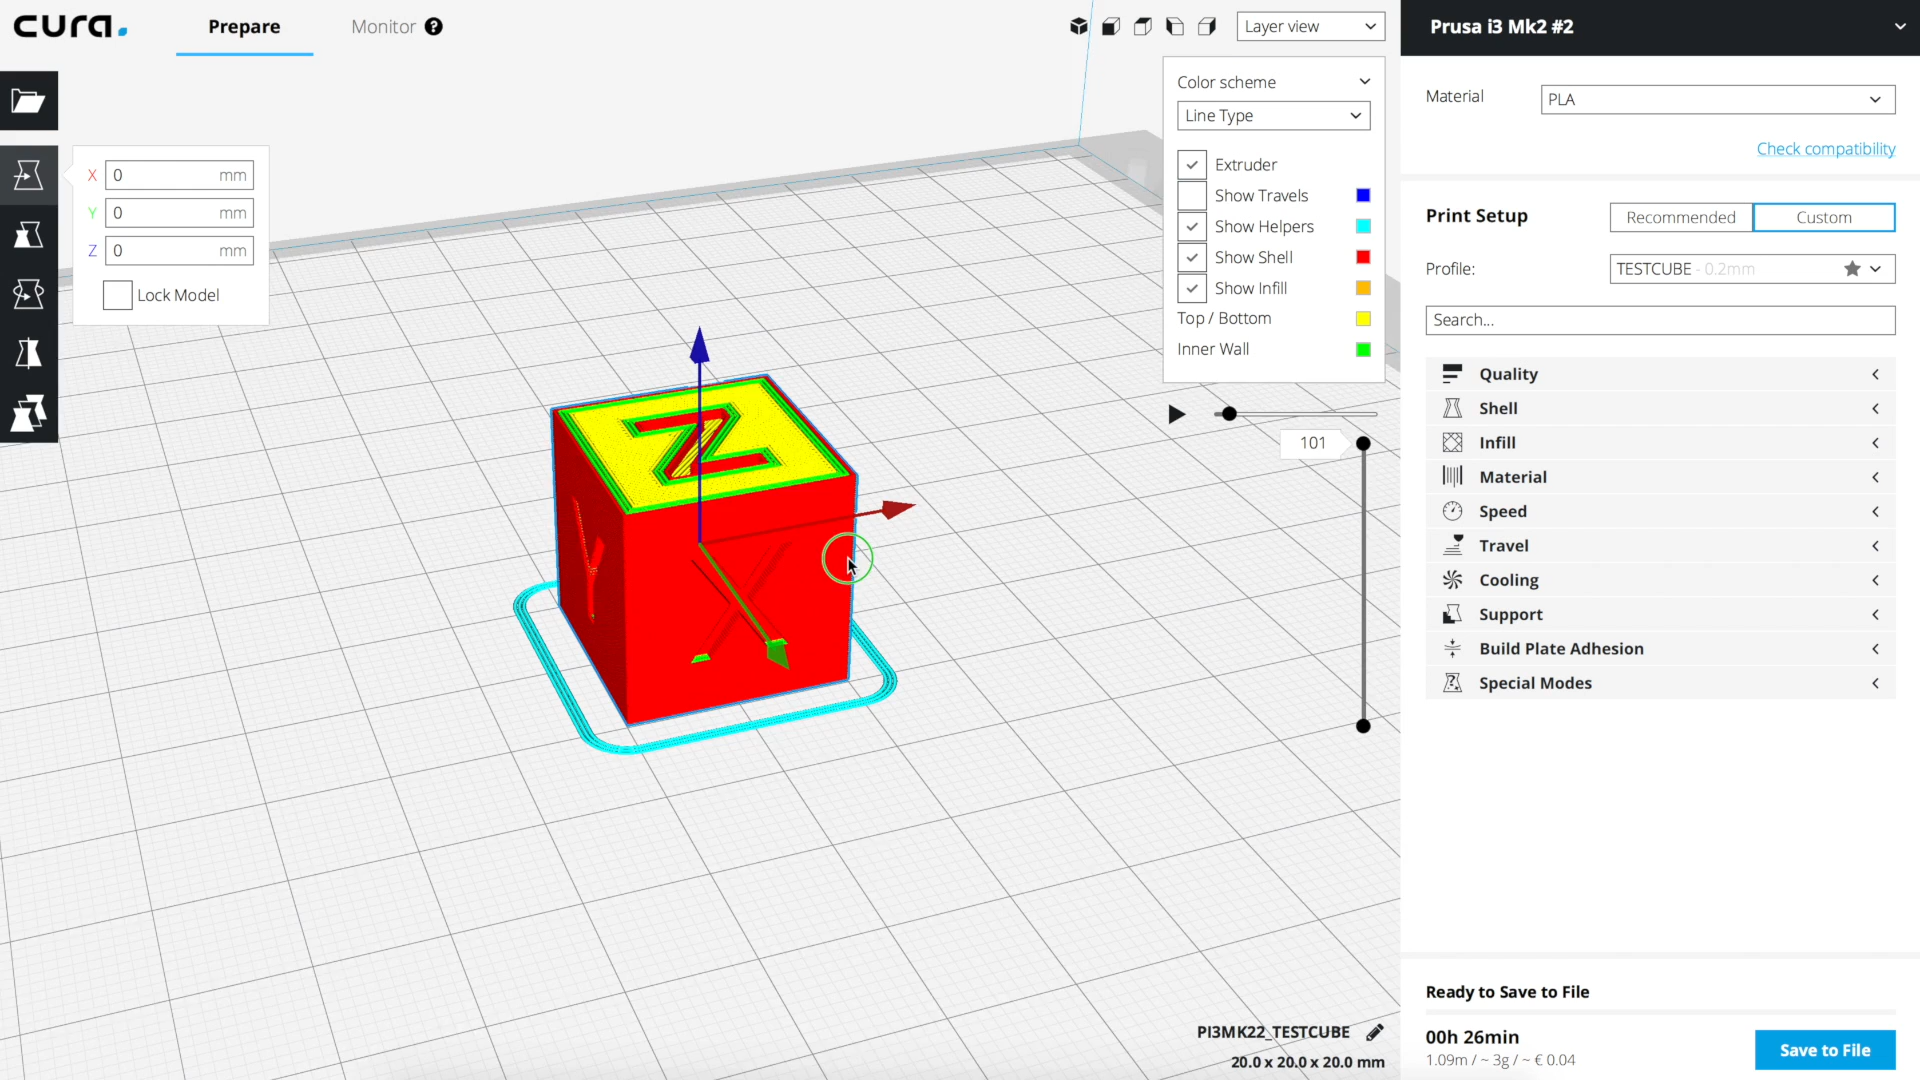 cura.
Prepare
Monitor ?
Layer view
Prusa i3 Mk2 #2
X 0 mm
Y 0 mm
Z 0 mm
Lock Model
Color scheme
Line Type
Extruder
Show Travels
Show Helpers
Show Shell
Show Infill
Top / Bottom
Inner Wall
101
Z
Y
X
PI3MK22_TESTCUBE
20.0 x 20.0 x 20.0 mm
Material PLA
Check compatibility
Print Setup Recommended Custom
Profile: TESTCUBE - 0.2mm
Search...
Quality
Shell
Infill
Material
Speed
Travel
Cooling
Support
Build Plate Adhesion
Special Modes
Ready to Save to File
00h 26min
1.09m / ~ 3g / ~ € 0.04
Save to File